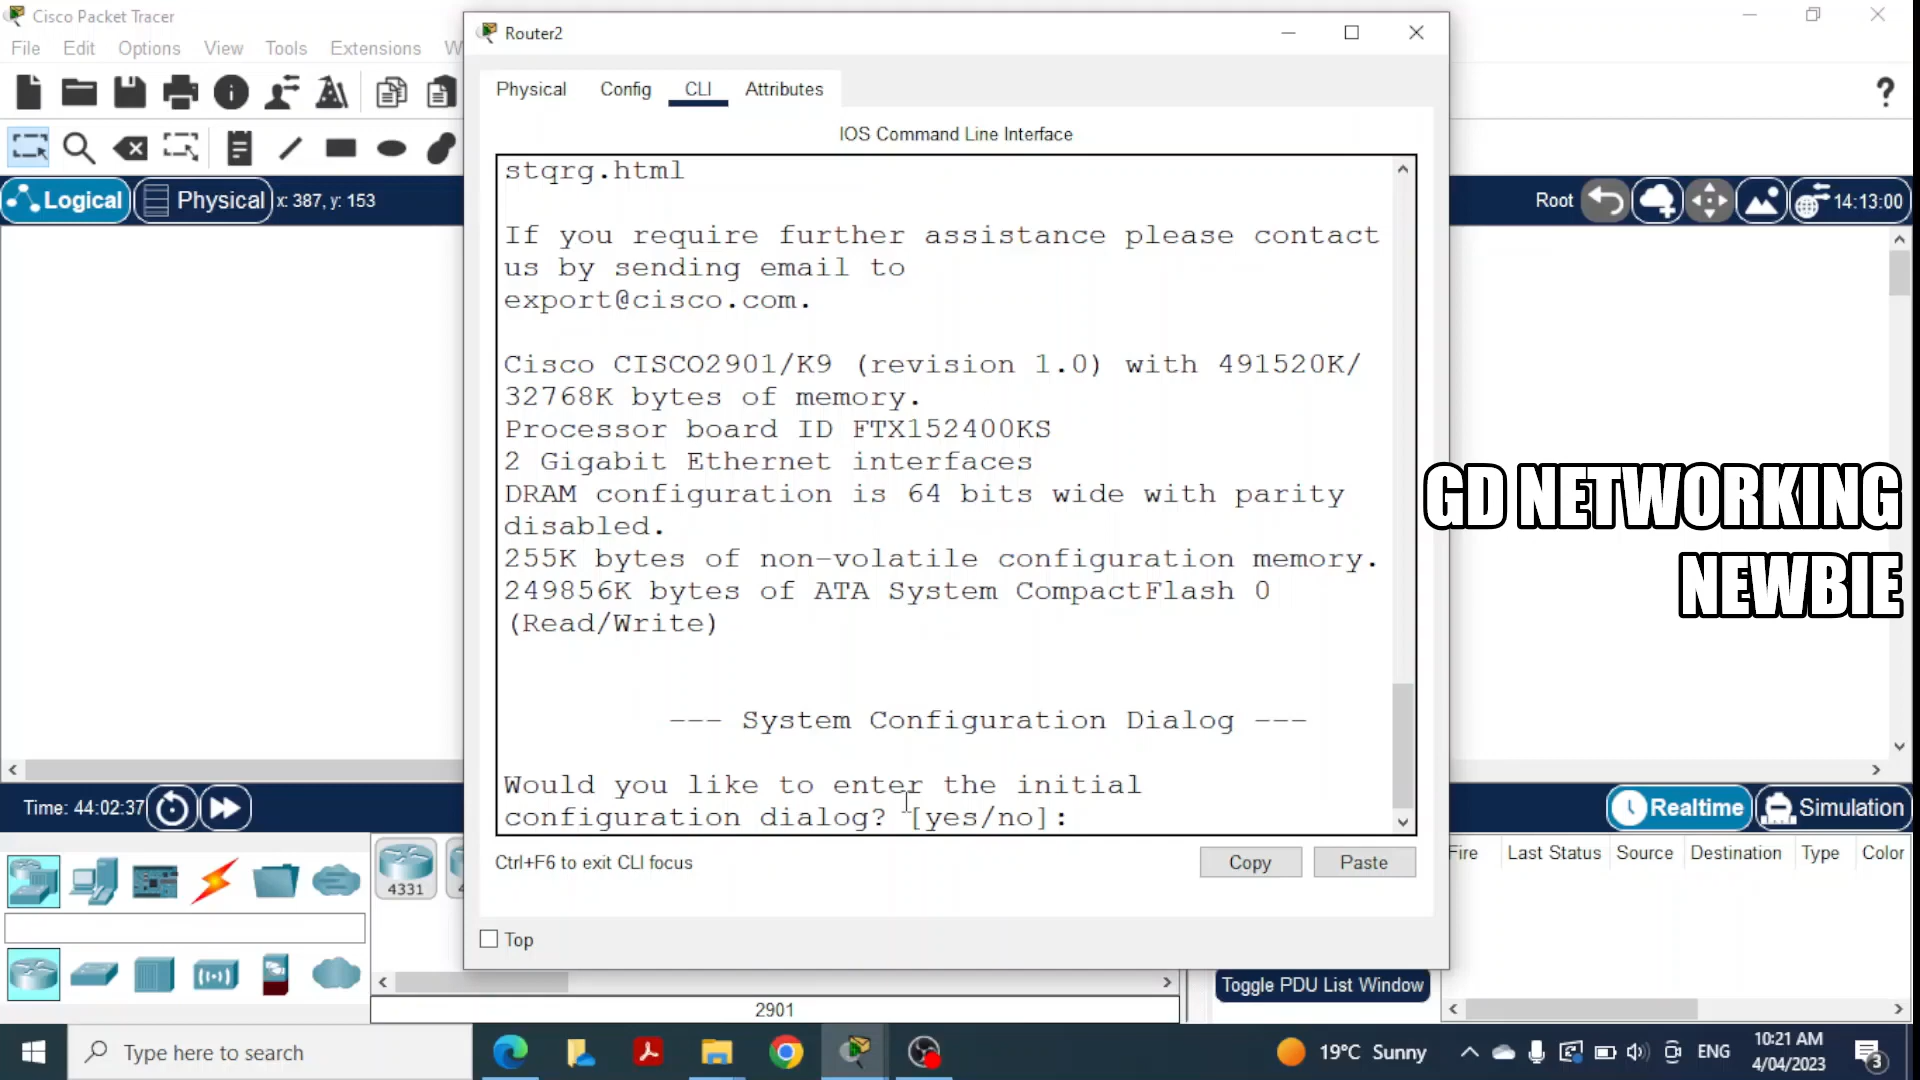 Cisco Packet Tracer
File Edit Options View Tools Extensions W
Router2
Physical Config CLI Attributes
IOS Command Line Interface
stqrg.html
If you require further assistance please contact
us by sending email to
export@cisco.com.
Cisco CISCO2901/K9 (revision 1.0) with 491520K/
32768K bytes of memory.
Processor board ID FTX152400KS
2 Gigabit Ethernet interfaces
DRAM configuration is 64 bits wide with parity
disabled.
255K bytes of non-volatile configuration memory.
249856K bytes of ATA System CompactFlash 0
(Read/Write)
--- System Configuration Dialog ---
Would you like to enter the initial
configuration dialog? [yes/no]:
Ctrl+F6 to exit CLI focus
Copy Paste
Top
Logical Physical x: 387, y: 153
Root 14:13:00
GD NETWORKING
NEWBIE
Time: 44:02:37
Realtime Simulation
Fire Last Status Source Destination Type Color
4331
2901
Toggle PDU List Window
Type here to search
19°C Sunny
ENG
10:21 AM
4/04/2023
3